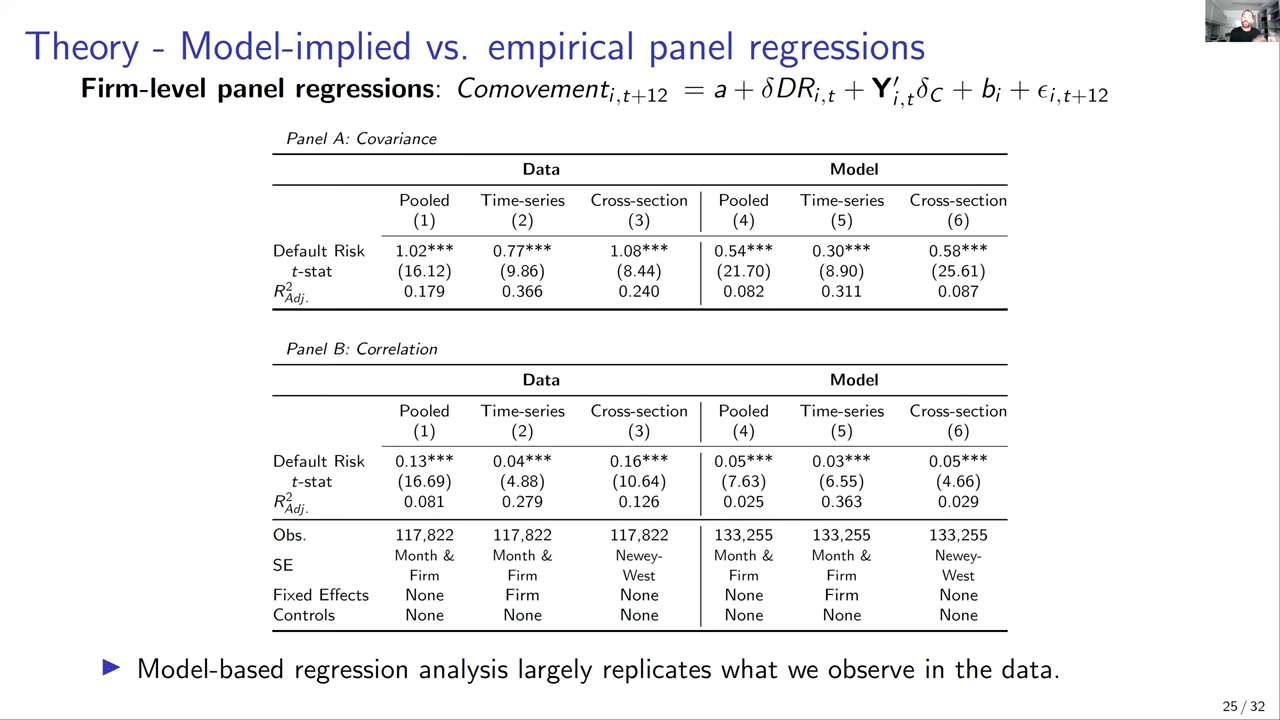 Theory - Model-implied vs. empirical panel regressions
Firm-level panel regressions: Comovement_{i,t+12} = a + δDR_{i,t} + Y′_{i,t}δ_C + b_i + ϵ_{i,t+12}
Panel A: Covariance
Data Model
Pooled Time-series Cross-section Pooled Time-series Cross-section
(1) (2) (3) (4) (5) (6)
Default Risk 1.02*** 0.77*** 1.08*** 0.54*** 0.30*** 0.58***
t-stat (16.12) (9.86) (8.44) (21.70) (8.90) (25.61)
R²_{Adj.} 0.179 0.366 0.240 0.082 0.311 0.087
Panel B: Correlation
Data Model
Pooled Time-series Cross-section Pooled Time-series Cross-section
(1) (2) (3) (4) (5) (6)
Default Risk 0.13*** 0.04*** 0.16*** 0.05*** 0.03*** 0.05***
t-stat (16.69) (4.88) (10.64) (7.63) (6.55) (4.66)
R²_{Adj.} 0.081 0.279 0.126 0.025 0.363 0.029
Obs. 117,822 117,822 117,822 133,255 133,255 133,255
Month & Month & Newey- Month & Month & Newey-
SE
Firm Firm West Firm Firm West
Fixed Effects None Firm None None Firm None
Controls None None None None None None
▶ Model-based regression analysis largely replicates what we observe in the data.
25 / 32